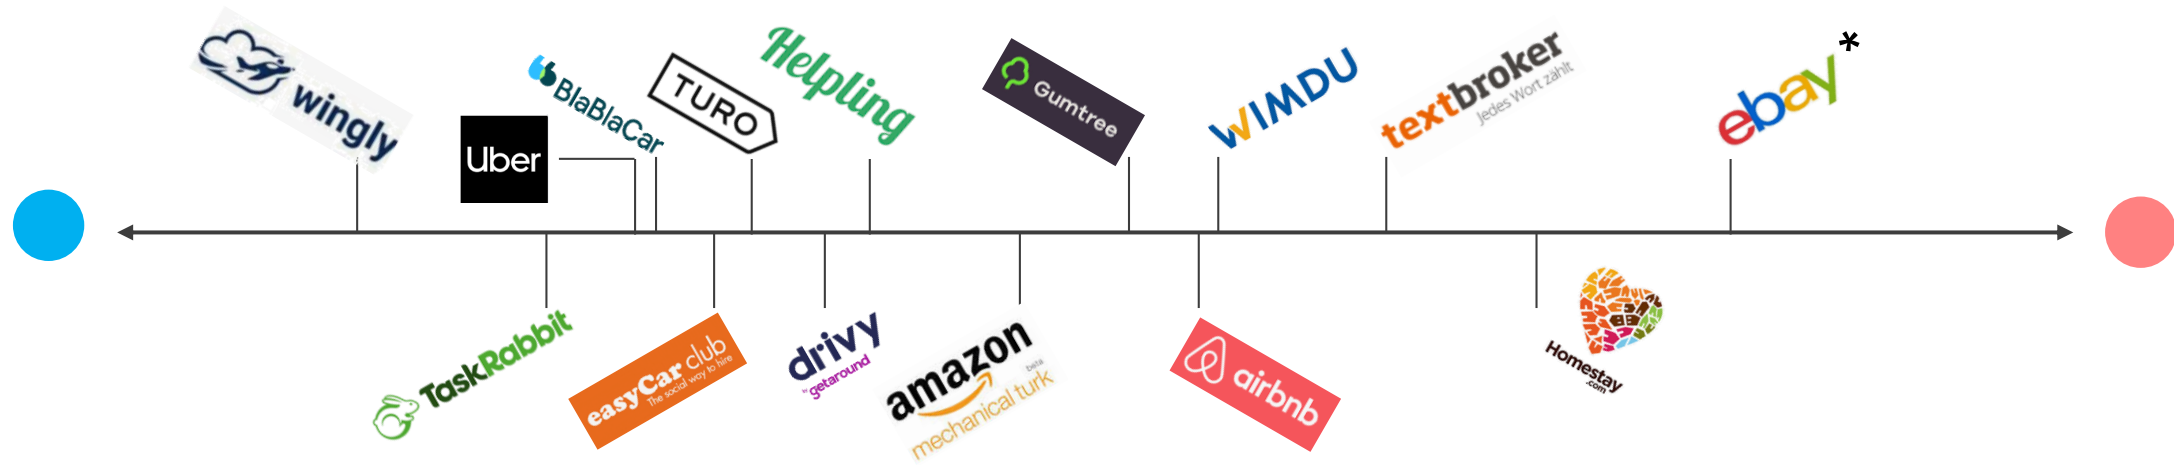 wingly
Uber
BlaBlaCar
TURO
Helpling
Gumtree
WIMDU
textbroker
Jedes Wort zählt
ebay*
TaskRabbit
easyCar club
The social way to hire
drivy
by getaround
amazon
beta
mechanical turk
airbnb
Homestay
.com